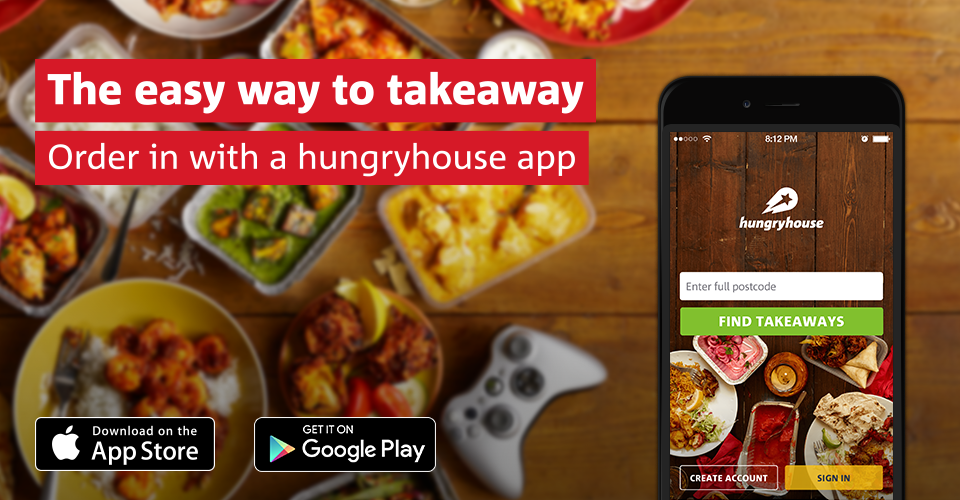 The easy way to takeaway
Order in with a hungryhouse app
Download on the
App Store
GET IT ON
Google Play
8:12 PM
hungryhouse
Enter full postcode
FIND TAKEAWAYS
CREATE ACCOUNT
SIGN IN